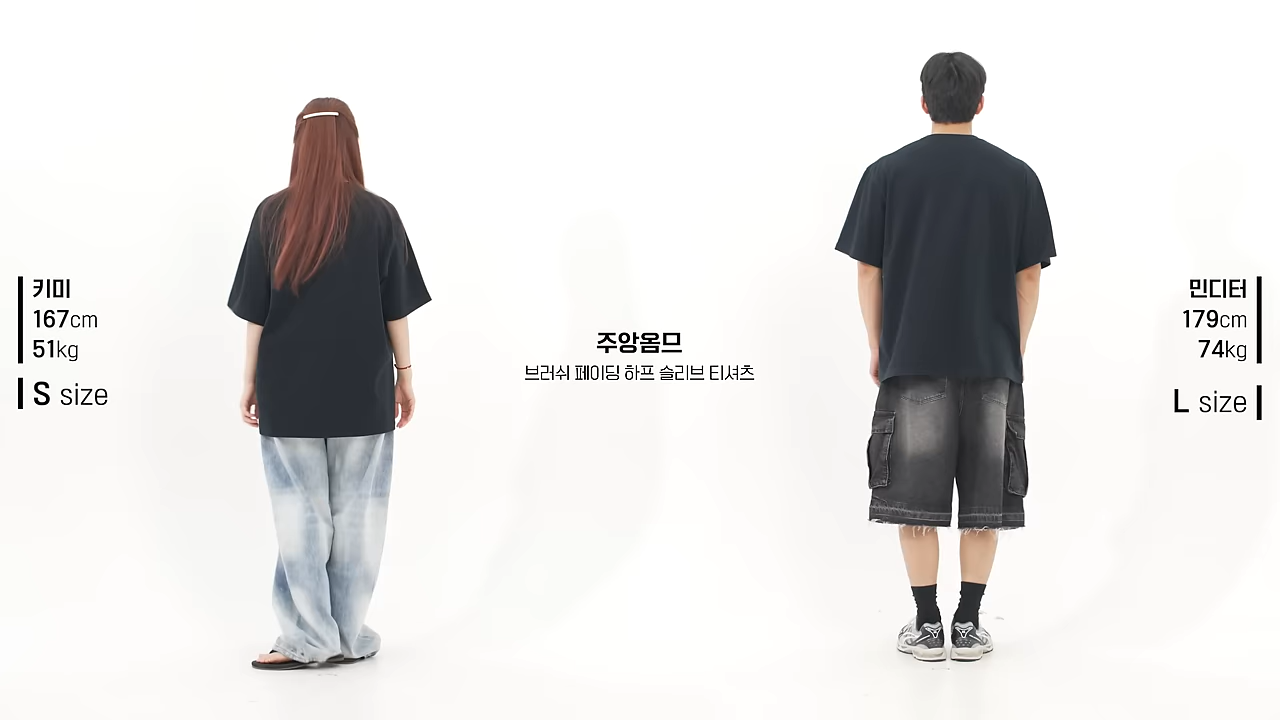 키미
167cm
51kg
S size
주앙옴므
브러쉬 페이딩 하프 슬리브 티셔츠
민디터
179cm
74kg
L size